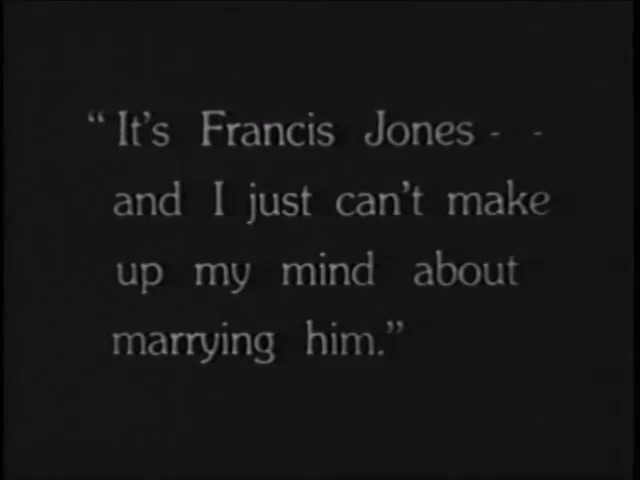 “It’s Francis Jones - -
and I just can’t make
up my mind about
marrying him.”